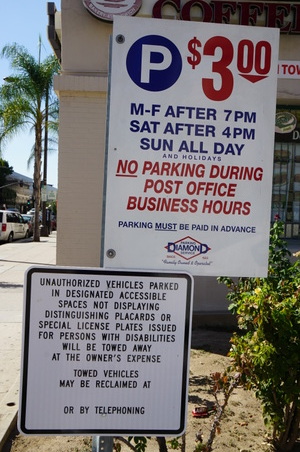 COFFEE
P $3.00
M-F AFTER 7PM
SAT AFTER 4PM
SUN ALL DAY
AND HOLIDAYS
NO PARKING DURING
POST OFFICE
BUSINESS HOURS
PARKING MUST BE PAID IN ADVANCE
DIAMOND
UNAUTHORIZED VEHICLES PARKED
IN DESIGNATED ACCESSIBLE
SPACES NOT DISPLAYING
DISTINGUISHING PLACARDS OR
SPECIAL LICENSE PLATES ISSUED
FOR PERSONS WITH DISABILITIES
WILL BE TOWED AWAY
AT THE OWNER'S EXPENSE
TOWED VEHICLES
MAY BE RECLAIMED AT
OR BY TELEPHONING